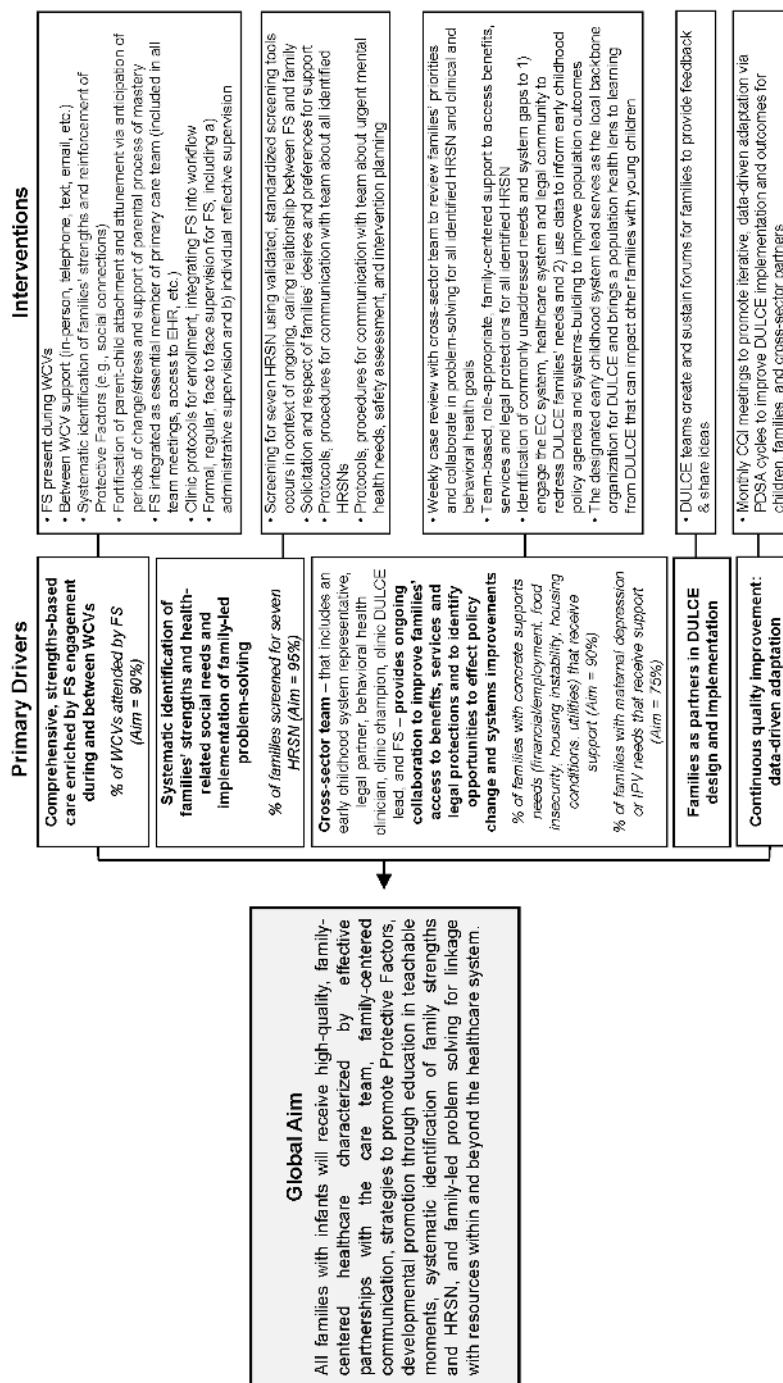 Global Aim
All families with infants will receive high-quality, family-
centered healthcare characterized by effective
partnerships with the care team, family-centered
communication, strategies to promote Protective Factors,
developmental promotion through education in teachable
moments, systematic identification of family strengths
and HRSN, and family-led problem solving for linkage
with resources within and beyond the healthcare system.
Primary Drivers
Comprehensive, strengths-based
care enriched by FS engagement
during and between WCVs
% of WCVs attended by FS
(Aim = 90%)
Systematic identification of
families' strengths and health-
related social needs and
implementation of family-led
problem-solving
% of families screened for seven
HRSN (Aim = 95%)
Cross-sector team – that includes an
early childhood system representative,
legal partner, behavioral health
clinician, clinic champion, clinic DULCE
lead, and FS – provides ongoing
collaboration to improve families'
access to benefits, services and
legal protections and to identify
opportunities to effect policy
change and systems improvements
% of families with concrete supports
needs (financial/employment, food
insecurity, housing instability, housing
conditions, utilities) that receive
support (Aim = 90%)
% of families with maternal depression
or IPV needs that receive support
(Aim = 75%)
Families as partners in DULCE
design and implementation
Continuous quality improvement:
data-driven adaptation
Interventions
• FS present during WCVs
• Between WCV support (in-person, telephone, text, email, etc.)
• Systematic identification of families' strengths and reinforcement of
Protective Factors (e.g., social connections)
• Fortification of parent-child attachment and attunement via anticipation of
periods of change/stress and support of parental process of mastery
• FS integrated as essential member of primary care team (included in all
team meetings, access to EHR, etc.)
• Clinic protocols for enrollment, integrating FS into workflow
• Formal, regular, face to face supervision for FS, including a)
administrative supervision and b) individual reflective supervision
• Screening for seven HRSN using validated, standardized screening tools
occurs in context of ongoing, caring relationship between FS and family
• Solicitation and respect of families' desires and preferences for support
• Protocols, procedures for communication with team about all identified
HRSNs
• Protocols, procedures for communication with team about urgent mental
health needs, safety assessment, and intervention planning
• Weekly case review with cross-sector team to review families' priorities
and collaborate in problem-solving for all identified HRSN and clinical and
behavioral health goals
• Team-based, role-appropriate, family-centered support to access benefits,
services and legal protections for all identified HRSN
• Identification of commonly unaddressed needs and system gaps to 1)
engage the EC system, healthcare system and legal community to
redress DULCE families' needs and 2) use data to inform early childhood
policy agenda and systems-building to improve population outcomes
• The designated early childhood system lead serves as the local backbone
organization for DULCE and brings a population health lens to learning
from DULCE that can impact other families with young children
• DULCE teams create and sustain forums for families to provide feedback
& share ideas
• Monthly CQI meetings to promote iterative, data-driven adaptation via
PDSA cycles to improve DULCE implementation and outcomes for
children, families, and cross-sector partners